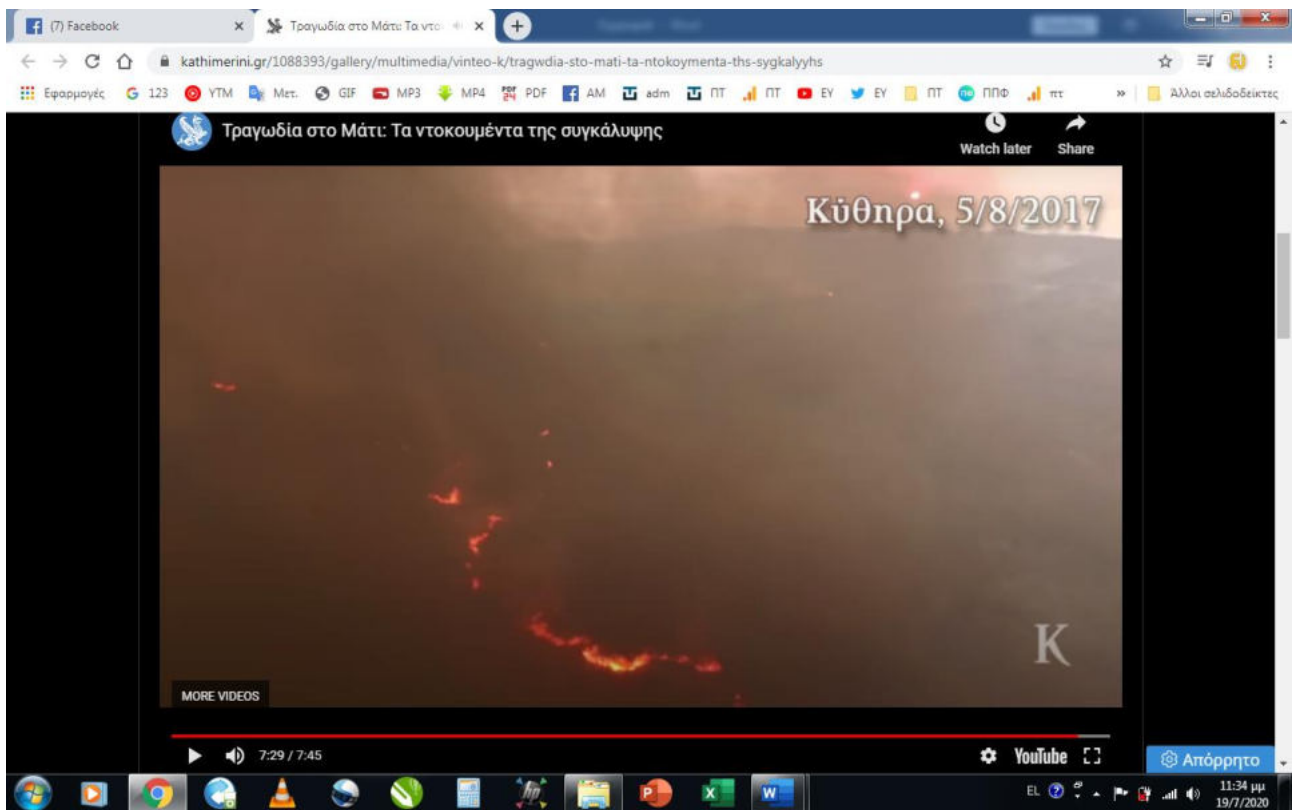 (7) Facebook
Τραγωδία στο Μάτι: Τα ντο
kathimerini.gr/1088393/gallery/multimedia/vinteo-k/tragwdia-sto-mati-ta-ntokoymenta-ths-sygkalyyhs
Εφαρμογές 123 YTM Μετ. GIF MP3 MP4 PDF AM adm ΠΤ ΠΤ EY EY ΠΤ ΠΠΦ πτ » Άλλοι σελιδοδείκτες
Τραγωδία στο Μάτι: Τα ντοκουμέντα της συγκάλυψης
Watch later Share
Κύθηρα, 5/8/2017
K
MORE VIDEOS
7:29 / 7:45
YouTube
Απόρρητο
EL
11:34 μμ
19/7/2020